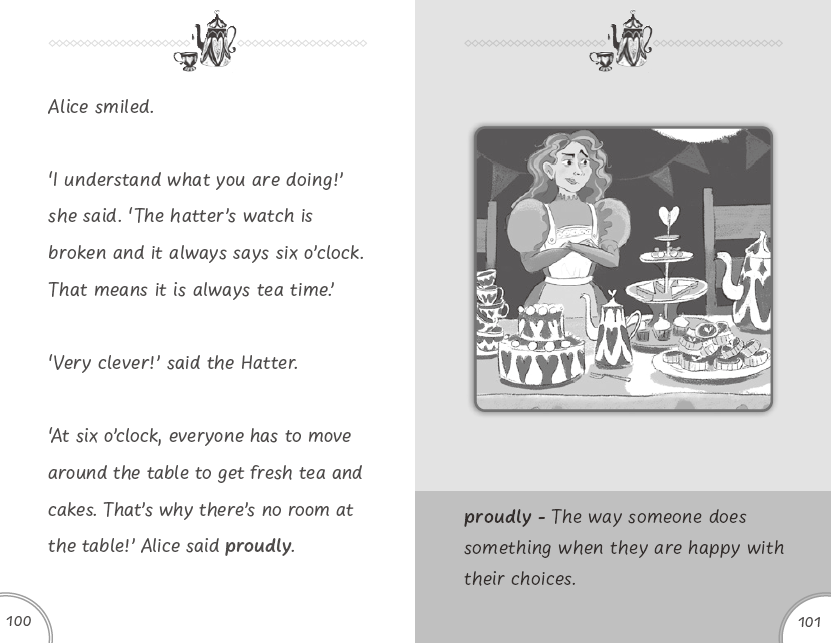 Alice smiled.
‘I understand what you are doing!’
she said. ‘The hatter’s watch is
broken and it always says six o’clock.
That means it is always tea time.’
‘Very clever!’ said the Hatter.
‘At six o’clock, everyone has to move
around the table to get fresh tea and
cakes. That’s why there’s no room at
the table!’ Alice said proudly.
100
proudly - The way someone does
something when they are happy with
their choices.
101